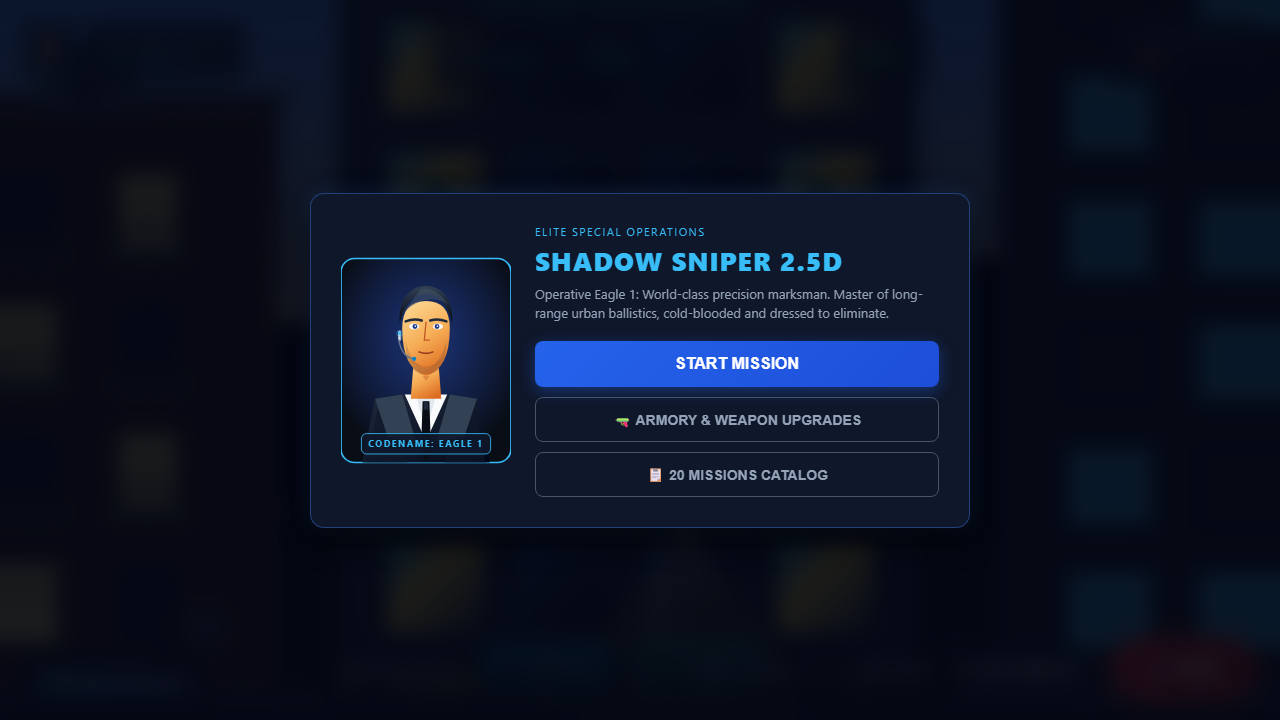 ELITE SPECIAL OPERATIONS
SHADOW SNIPER 2.5D
Operative Eagle 1: World-class precision marksman. Master of long-
range urban ballistics, cold-blooded and dressed to eliminate.
START MISSION
ARMORY & WEAPON UPGRADES
20 MISSIONS CATALOG
CODENAME: EAGLE 1